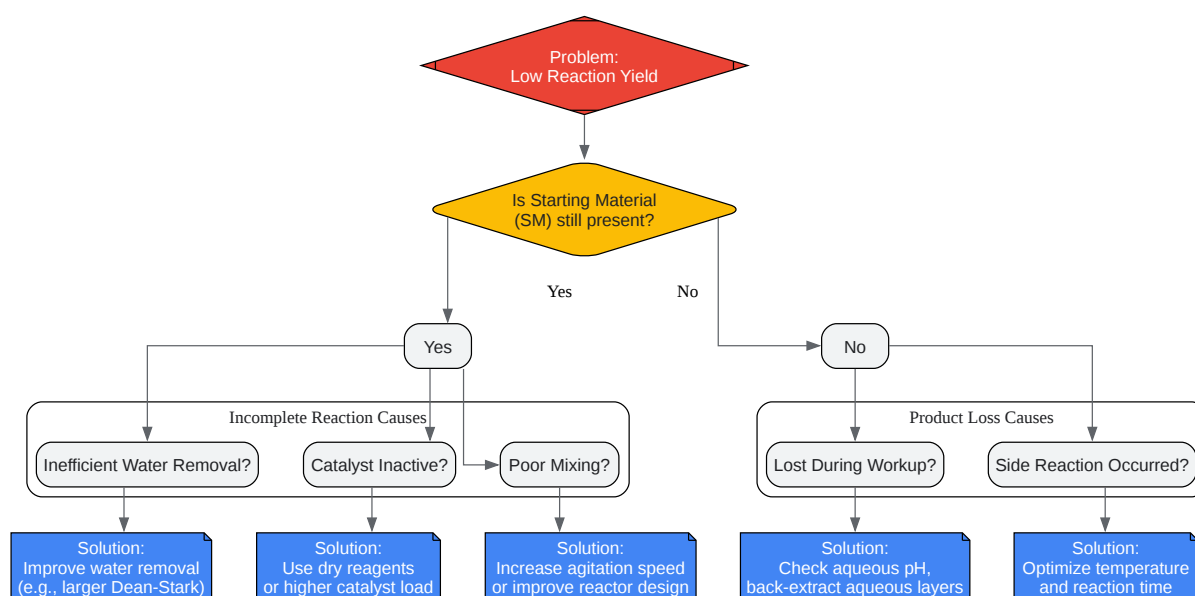 Problem:
Low Reaction Yield
Is Starting Material
(SM) still present?
Yes
No
Yes
No
Incomplete Reaction Causes
Product Loss Causes
Inefficient Water Removal?
Catalyst Inactive?
Poor Mixing?
Lost During Workup?
Side Reaction Occurred?
Solution:
Improve water removal
(e.g., larger Dean-Stark)
Solution:
Use dry reagents
or higher catalyst load
Solution:
Increase agitation speed
or improve reactor design
Solution:
Check aqueous pH,
back-extract aqueous layers
Solution:
Optimize temperature
and reaction time